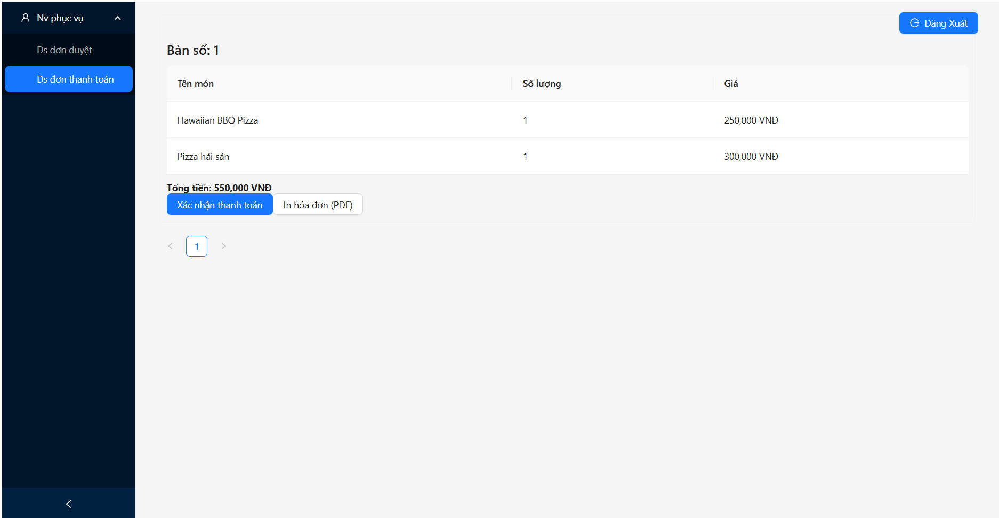 Nv phục vụ
Ds đơn duyệt
Ds đơn thanh toán
Đăng Xuất
Bàn số: 1
Tên món Số lượng Giá
Hawaiian BBQ Pizza 1 250,000 VNĐ
Pizza hải sản 1 300,000 VNĐ
Tổng tiền: 550,000 VNĐ
Xác nhận thanh toán In hóa đơn (PDF)
1